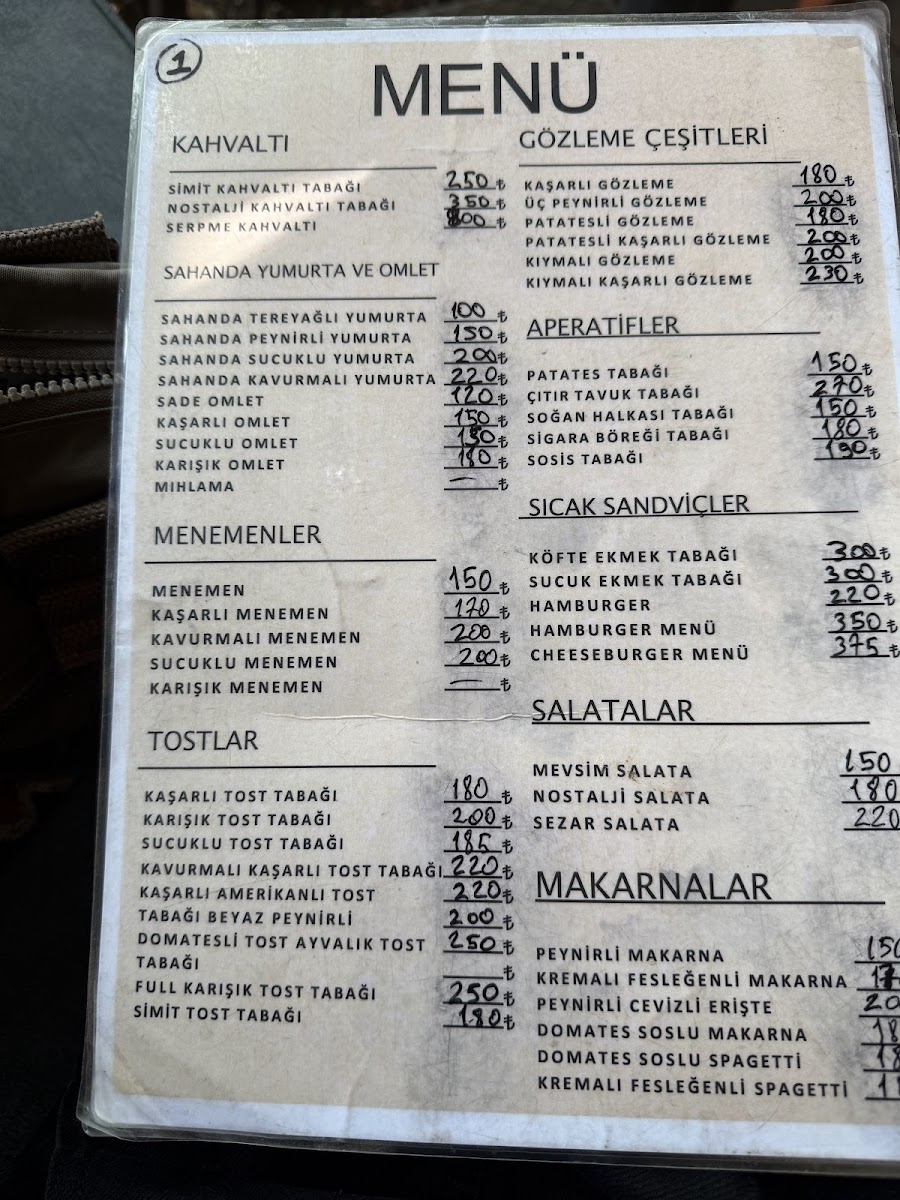 1
MENÜ
KAHVALTI
SİMİT KAHVALTI TABAĞI 250 ₺
NOSTALJİ KAHVALTI TABAĞI 350 ₺
SERPME KAHVALTI 800 ₺
SAHANDA YUMURTA VE OMLET
SAHANDA TEREYAĞLI YUMURTA 100 ₺
SAHANDA PEYNİRLİ YUMURTA 150 ₺
SAHANDA SUCUKLU YUMURTA 200 ₺
SAHANDA KAVURMALI YUMURTA 220 ₺
SADE OMLET 120 ₺
KAŞARLI OMLET 150 ₺
SUCUKLU OMLET ₺
KARIŞIK OMLET 180 ₺
MIHLAMA — ₺
MENEMENLER
MENEMEN 150 ₺
KAŞARLI MENEMEN 170 ₺
KAVURMALI MENEMEN 200 ₺
SUCUKLU MENEMEN 200 ₺
KARIŞIK MENEMEN — ₺
TOSTLAR
KAŞARLI TOST TABAĞI 180 ₺
KARIŞIK TOST TABAĞI 200 ₺
SUCUKLU TOST TABAĞI 185 ₺
KAVURMALI KAŞARLI TOST TABAĞI 220 ₺
KAŞARLI AMERİKANLI TOST 220 ₺
TABAĞI BEYAZ PEYNİRLİ 200 ₺
DOMATESLİ TOST AYVALIK TOST 250 ₺
TABAĞI ₺
FULL KARIŞIK TOST TABAĞI 250 ₺
SİMİT TOST TABAĞI 180 ₺
GÖZLEME ÇEŞİTLERİ
KAŞARLI GÖZLEME 180 ₺
ÜÇ PEYNİRLİ GÖZLEME 200 ₺
PATATESLİ GÖZLEME 180 ₺
PATATESLİ KAŞARLI GÖZLEME 200 ₺
KIYMALI GÖZLEME 200 ₺
KIYMALI KAŞARLI GÖZLEME 230 ₺
APERATİFLER
PATATES TABAĞI 150 ₺
ÇITIR TAVUK TABAĞI 270 ₺
SOĞAN HALKASI TABAĞI 150 ₺
SİGARA BÖREĞİ TABAĞI 180 ₺
SOSİS TABAĞI 190 ₺
SICAK SANDVİÇLER
KÖFTE EKMEK TABAĞI 300 ₺
SUCUK EKMEK TABAĞI 300 ₺
HAMBURGER 220 ₺
HAMBURGER MENÜ 350 ₺
CHEESEBURGER MENÜ 375 ₺
SALATALAR
MEVSİM SALATA 150
NOSTALJİ SALATA 180
SEZAR SALATA 220
MAKARNALAR
PEYNİRLİ MAKARNA 150
KREMALI FESLEĞENLİ MAKARNA
PEYNİRLİ CEVİZLİ ERİŞTE 20
DOMATES SOSLU MAKARNA 18
DOMATES SOSLU SPAGETTİ 18
KREMALI FESLEĞENLİ SPAGETTİ